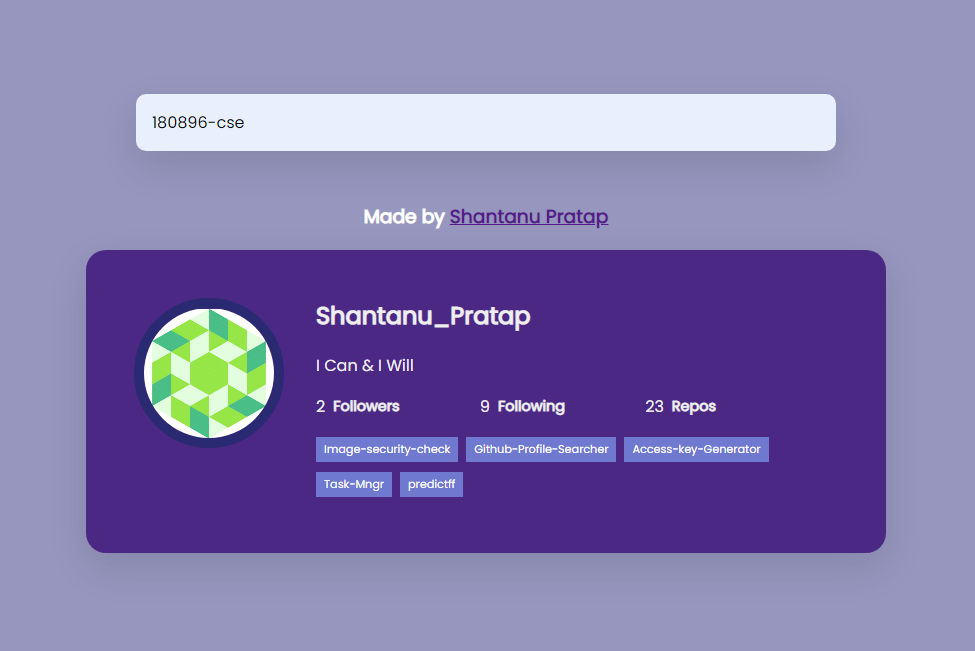 180896-cse
Made by Shantanu Pratap
Shantanu_Pratap
I Can & I Will
2 Followers 9 Following 23 Repos
Image-security-check Github-Profile-Searcher Access-key-Generator
Task-Mngr predictff